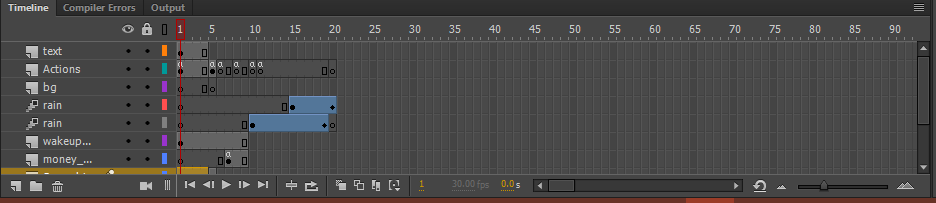 Timeline Compiler Errors Output
1 5 10 15 20 25 30 35 40 45 50 55 60 65 70 75 80 85 90
text
Actions
a a a a a a
bg
rain
rain
wakeup...
money_...
a
1 30.00 fps 0.0 s